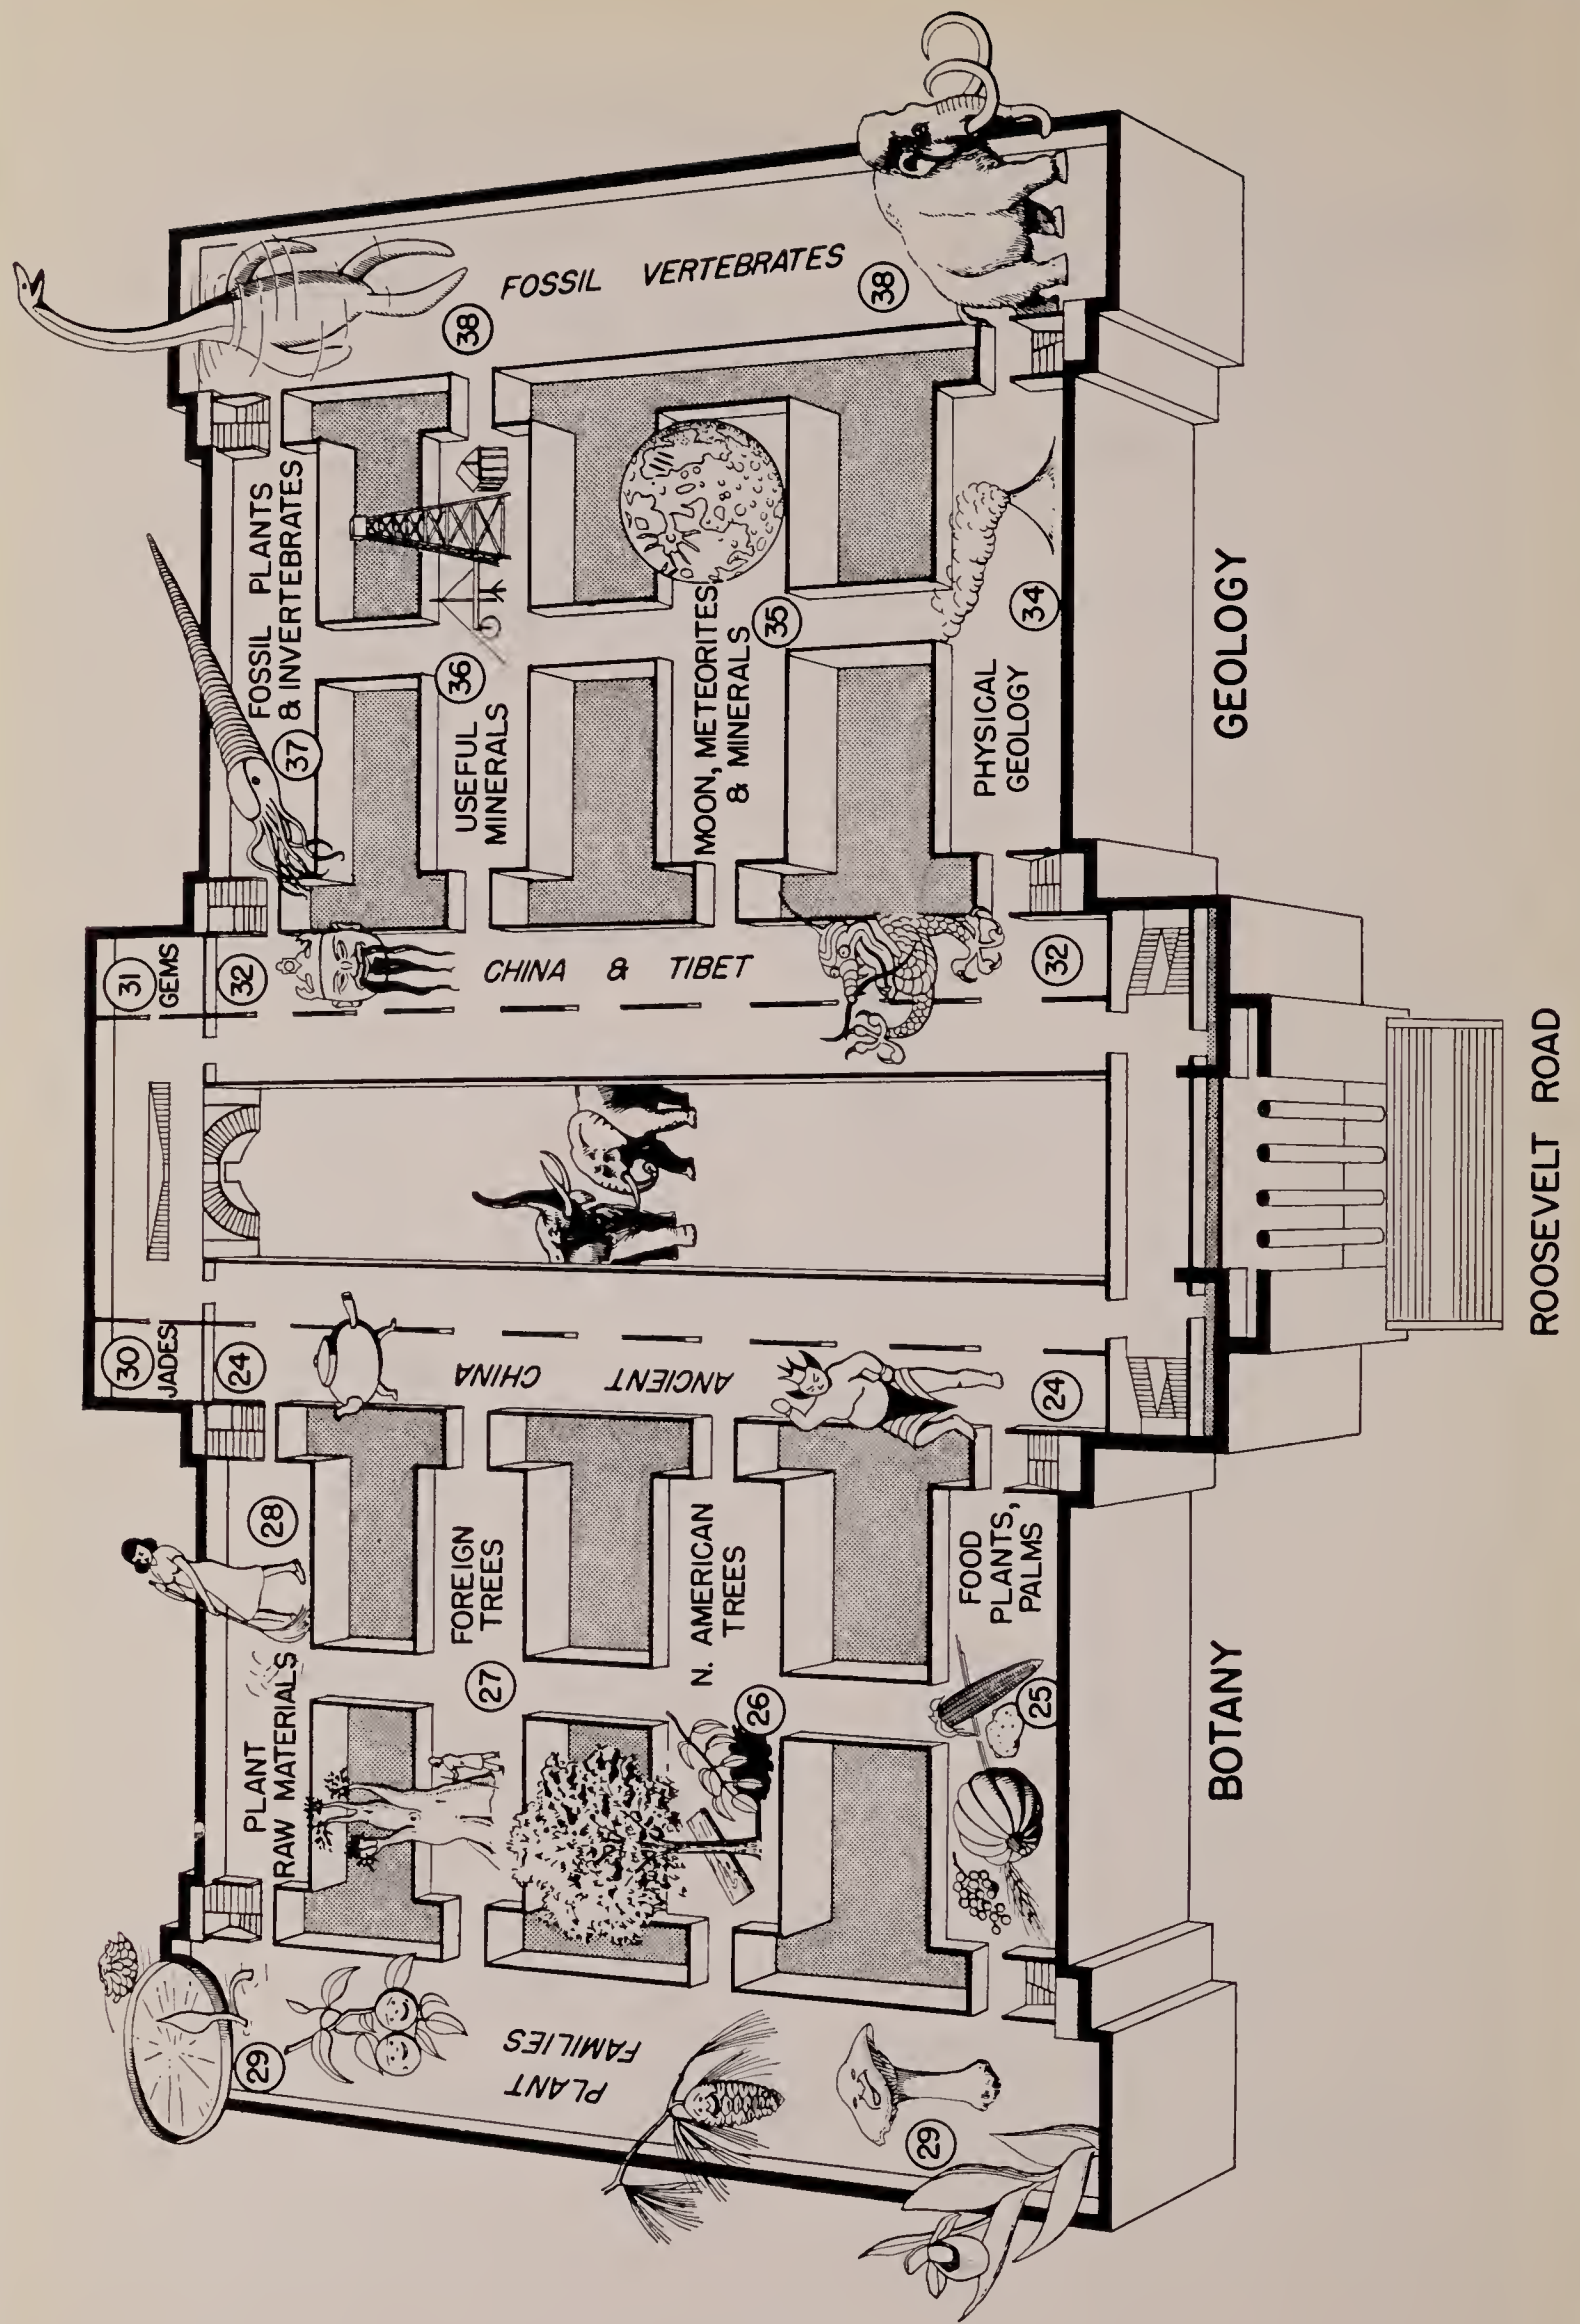 30
JADES
31
GEMS
29
PLANT
RAW MATERIALS
28
24
32
37
FOSSIL PLANTS
& INVERTEBRATES
27
FOREIGN
TREES
36
USEFUL
MINERALS
38
PLANT
FAMILIES
ANCIENT CHINA
CHINA & TIBET
FOSSIL VERTEBRATES
26
N. AMERICAN
TREES
MOON, METEORITES,
& MINERALS
35
38
29
25
FOOD
PLANTS,
PALMS
24
32
PHYSICAL
GEOLOGY
34
BOTANY
GEOLOGY
ROOSEVELT ROAD